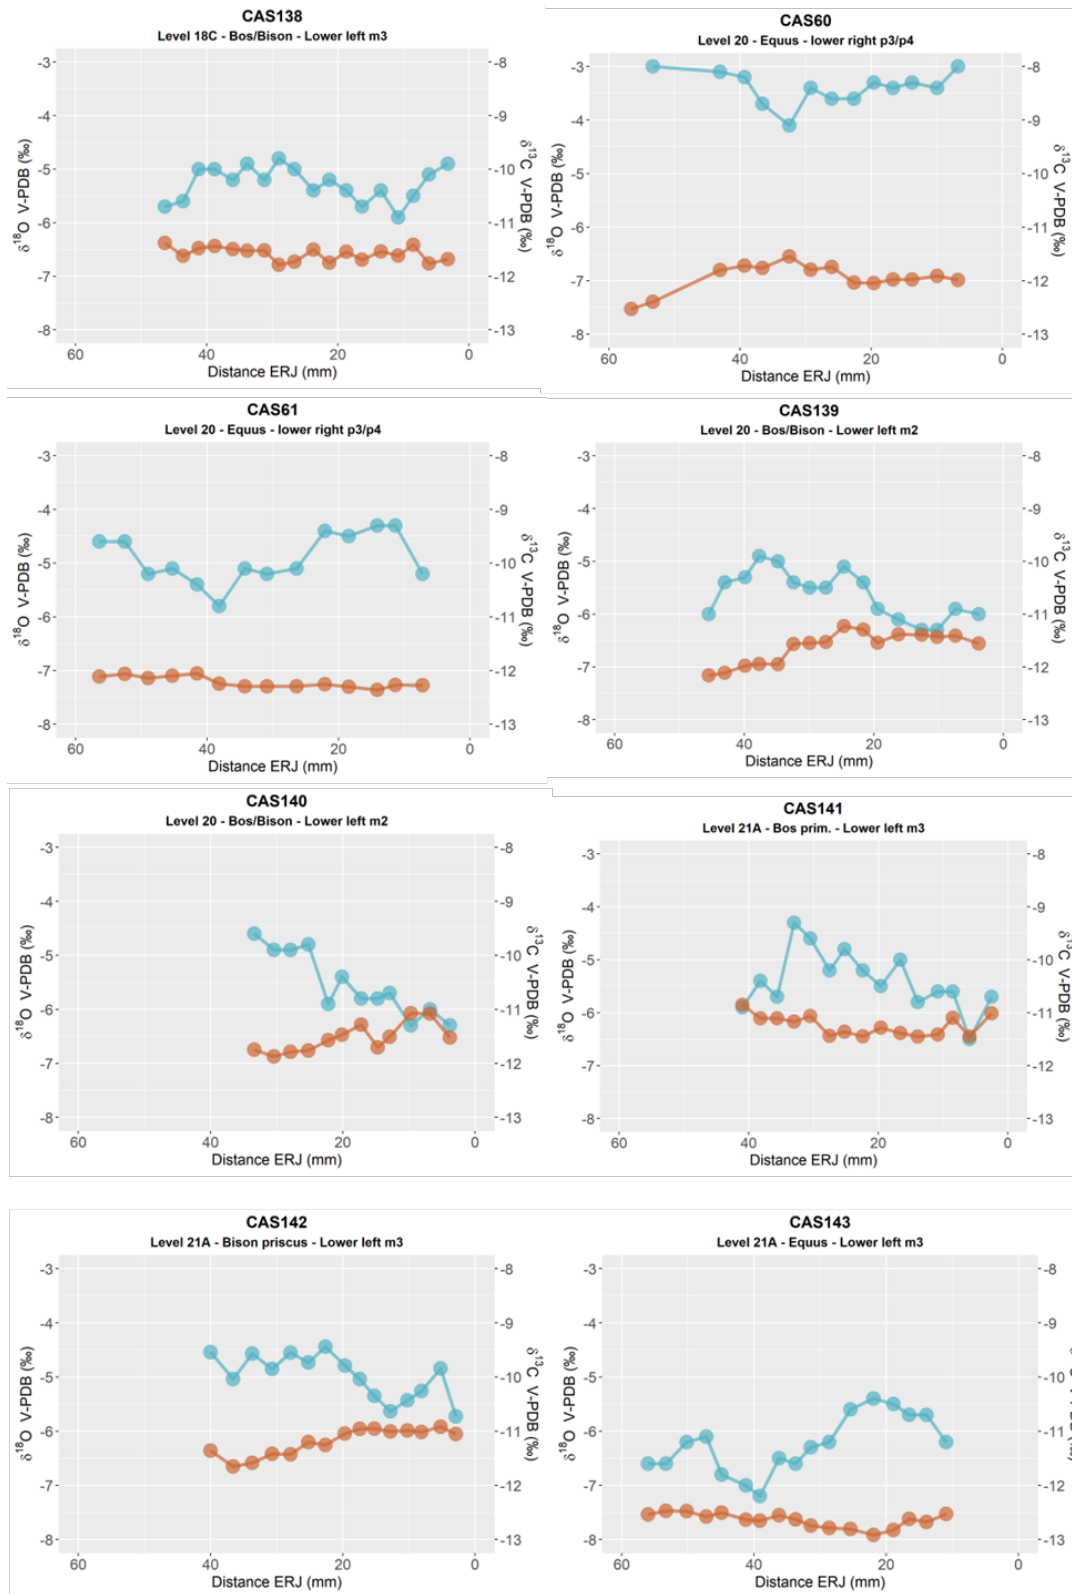 CAS138
Level 18C - Bos/Bison - Lower left m3
-3
-4
-5
-6
-7
-8
δ18O V-PDB (‰)
-8
-9
-10
-11
-12
-13
δ13C V-PDB (‰)
60 40 20 0
Distance ERJ (mm)
CAS60
Level 20 - Equus - lower right p3/p4
-3
-4
-5
-6
-7
-8
δ18O V-PDB (‰)
-8
-9
-10
-11
-12
-13
δ13C V-PDB (‰)
60 40 20 0
Distance ERJ (mm)
CAS61
Level 20 - Equus - lower right p3/p4
-3
-4
-5
-6
-7
-8
δ18O V-PDB (‰)
-8
-9
-10
-11
-12
-13
δ13C V-PDB (‰)
60 40 20 0
Distance ERJ (mm)
CAS139
Level 20 - Bos/Bison - Lower left m2
-3
-4
-5
-6
-7
-8
δ18O V-PDB (‰)
-8
-9
-10
-11
-12
-13
δ13C V-PDB (‰)
60 40 20 0
Distance ERJ (mm)
CAS140
Level 20 - Bos/Bison - Lower left m2
-3
-4
-5
-6
-7
-8
δ18O V-PDB (‰)
-8
-9
-10
-11
-12
-13
δ13C V-PDB (‰)
60 40 20 0
Distance ERJ (mm)
CAS141
Level 21A - Bos prim. - Lower left m3
-3
-4
-5
-6
-7
-8
δ18O V-PDB (‰)
-8
-9
-10
-11
-12
-13
δ13C V-PDB (‰)
60 40 20 0
Distance ERJ (mm)
CAS142
Level 21A - Bison priscus - Lower left m3
-3
-4
-5
-6
-7
-8
δ18O V-PDB (‰)
-8
-9
-10
-11
-12
-13
δ13C V-PDB (‰)
60 40 20 0
Distance ERJ (mm)
CAS143
Level 21A - Equus - Lower left m3
-3
-4
-5
-6
-7
-8
δ18O V-PDB (‰)
-8
-9
-10
-11
-12
-13
60 40 20 0
Distance ERJ (mm)